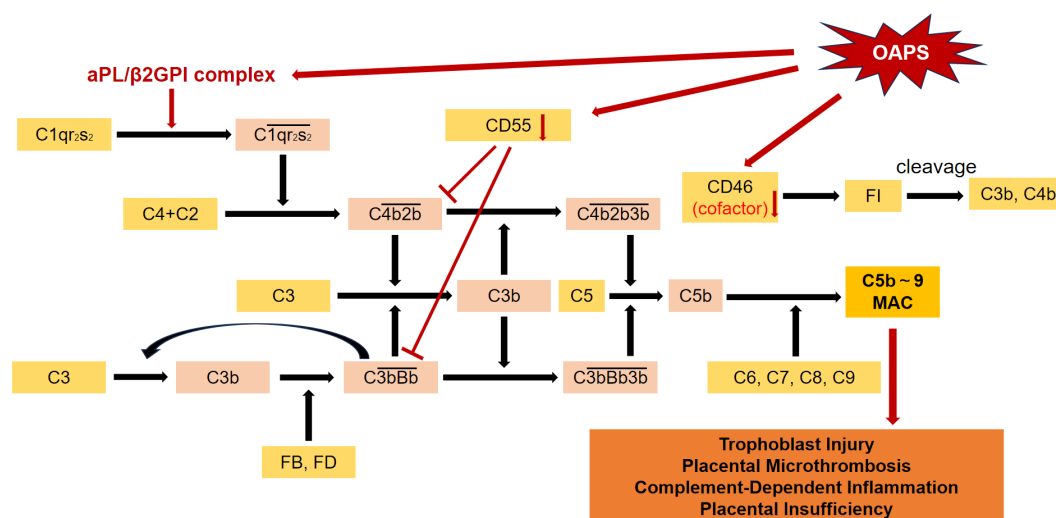 OAPS
aPL/β2GPI complex
C1qr₂s₂
C1qr₂s₂
CD55
cleavage
CD46
(cofactor)
FI
C3b, C4b
C4+C2
C4b2b
C4b2b3b
C3
C3b
C5
C5b
C5b~9
MAC
C3
C3b
C3bBb
C3bBb3b
C6, C7, C8, C9
FB, FD
Trophoblast Injury
Placental Microthrombosis
Complement-Dependent Inflammation
Placental Insufficiency